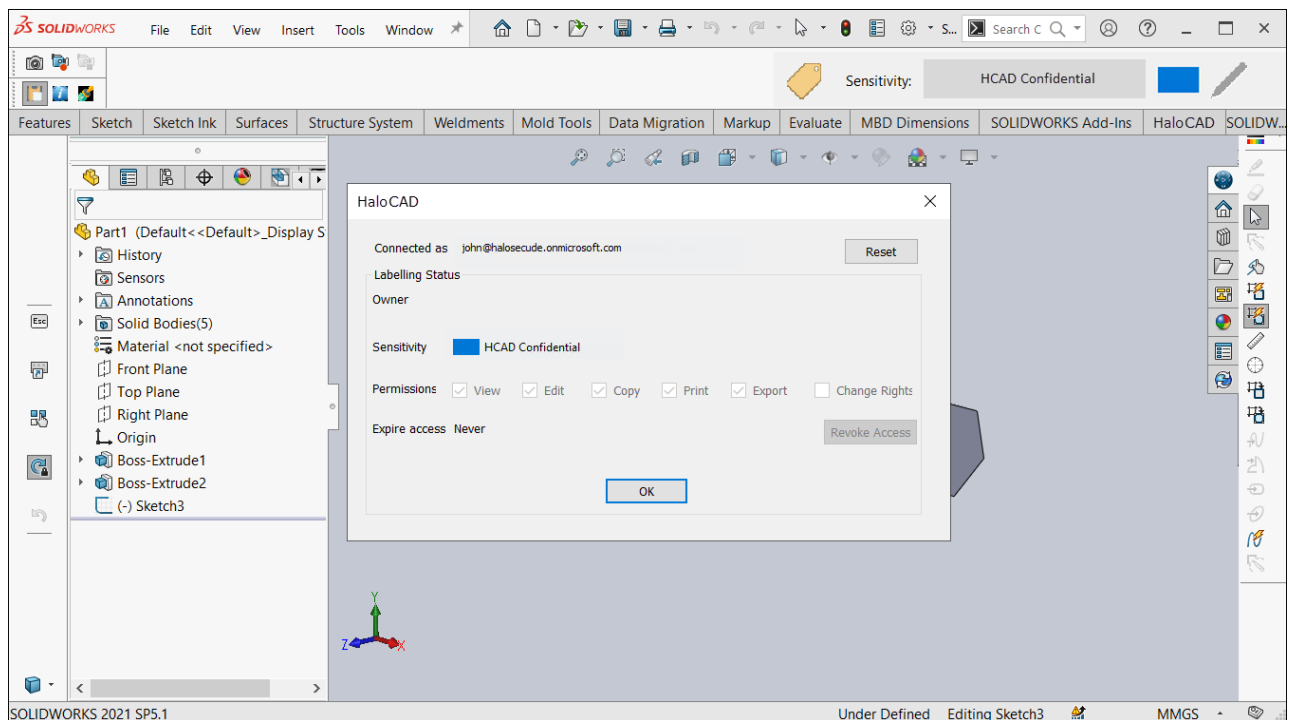 SOLIDWORKS File Edit View Insert Tools Window S... Search C
Sensitivity: HCAD Confidential
Features Sketch Sketch Ink Surfaces Structure System Weldments Mold Tools Data Migration Markup Evaluate MBD Dimensions SOLIDWORKS Add-Ins HaloCAD SOLIDW...
Part1 (Default<<Default>_Display S
History
Sensors
Annotations
Solid Bodies(5)
Material <not specified>
Front Plane
Top Plane
Right Plane
Origin
Boss-Extrude1
Boss-Extrude2
(-) Sketch3
Esc
HaloCAD
Connected as john@halosecude.onmicrosoft.com Reset
Labelling Status
Owner
Sensitivity HCAD Confidential
Permissions View Edit Copy Print Export Change Rights
Expire access Never Revoke Access
OK
Y
Z X
SOLIDWORKS 2021 SP5.1 Under Defined Editing Sketch3 MMGS